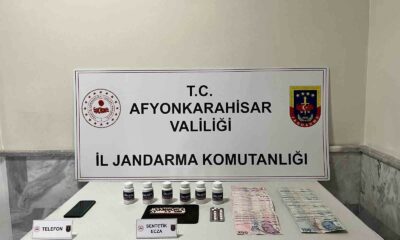 T.C.
AFYONKARAHİSAR
VALİLİĞİ
İL JANDARMA KOMUTANLIĞI
TELEFON
SENTETİK
ECZA